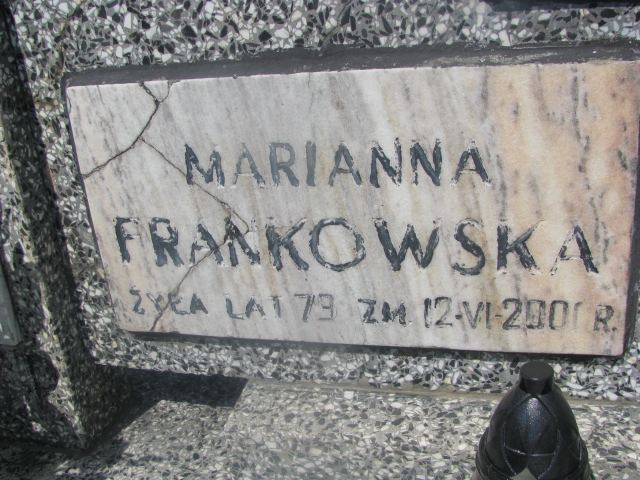 MARIANNA
FRANKOWSKA
ŻYŁA LAT 79 ZM. 12-VI-2001 R.